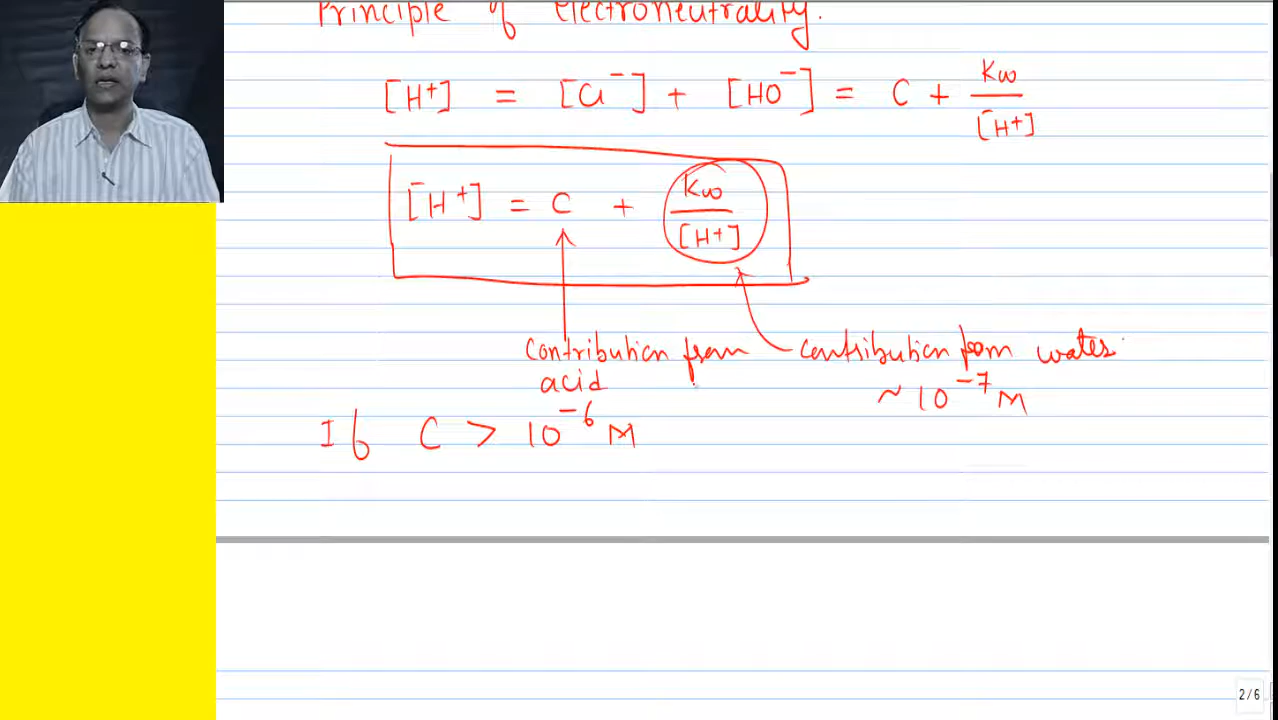 Principle of electroneutrality.
[H+] = [Cl-] + [HO-] = C + Kw/[H+]
[H+] = C + Kw/[H+]
contribution from acid
contribution from water
~10^-7 M
If C > 10^-6 M
2/6